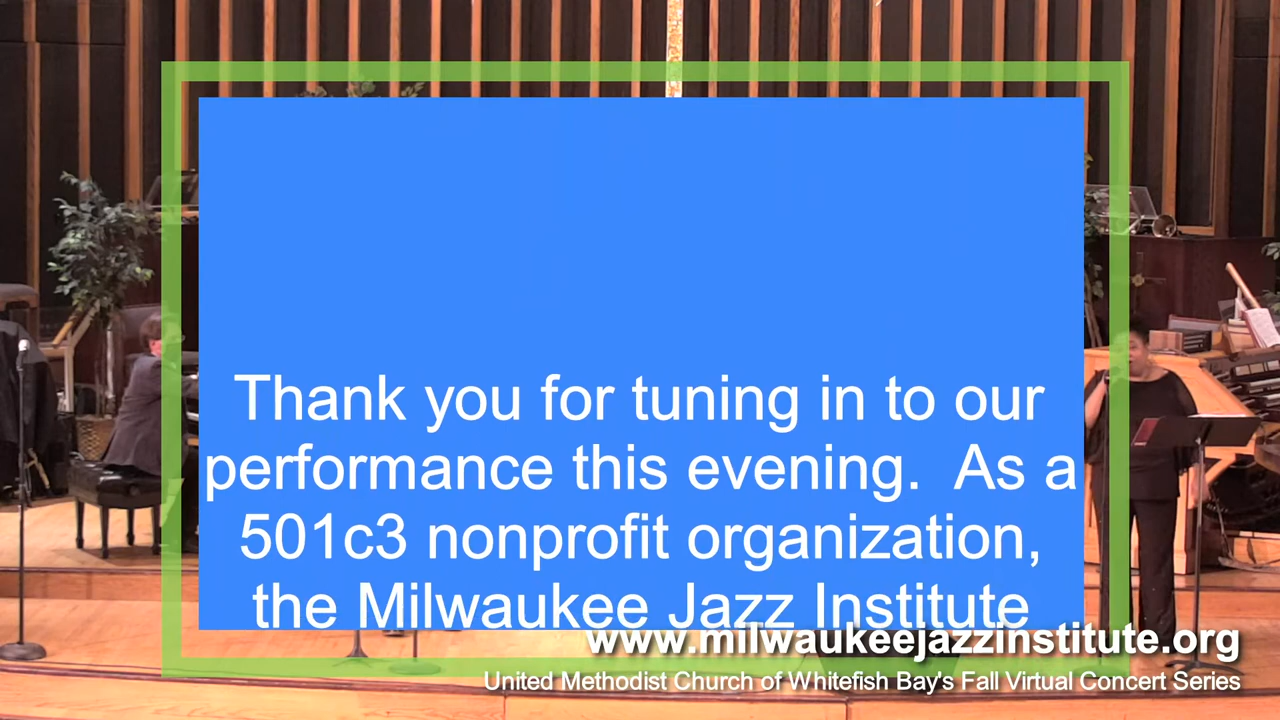 Thank you for tuning in to our
performance this evening.  As a
501c3 nonprofit organization,
the Milwaukee Jazz Institute
www.milwaukeejazzinstitute.org
United Methodist Church of Whitefish Bay's Fall Virtual Concert Series